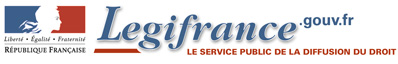 Liberté • Égalité • Fraternité
RÉPUBLIQUE FRANÇAISE
Legifrance.gouv.fr
LE SERVICE PUBLIC DE LA DIFFUSION DU DROIT